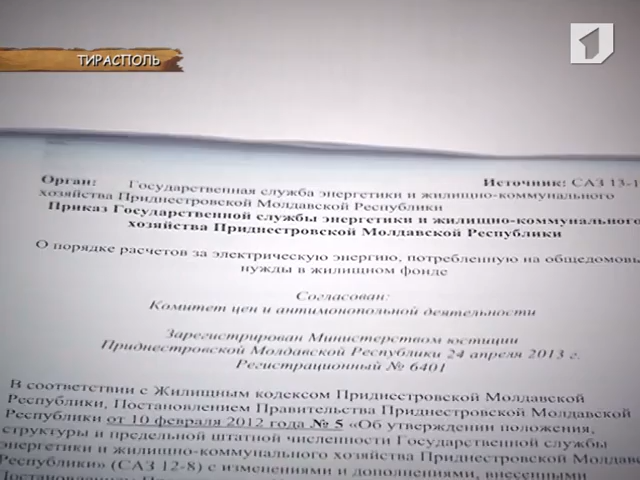 ТИРАСПОЛЬ
1
Орган: Государственная служба энергетики и жилищно-коммунального Источник: САЗ 13-1
хозяйства Приднестровской Молдавской Республики
Приказ Государственной службы энергетики и жилищно-коммунального
хозяйства Приднестровской Молдавской Республики
О порядке расчетов за электрическую энергию, потребленную на общедомовы
нужды в жилищном фонде
Согласован:
Комитет цен и антимонопольной деятельности
Зарегистрирован Министерством юстиции
Приднестровской Молдавской Республики 24 апреля 2013 г.
Регистрационный № 6401
В соответствии с Жилищным кодексом Приднестровской Молдавской
Республики, Постановлением Правительства Приднестровской Молдавской
Республики от 10 февраля 2012 года № 5 «Об утверждении положения,
структуры и предельной штатной численности Государственной службы
энергетики и жилищно-коммунального хозяйства Приднестровской Молдавско
Республики» (САЗ 12-8) с изменениями и дополнениями, внесенными